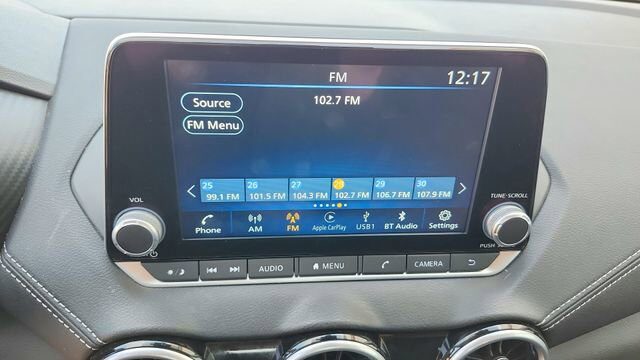 FM 12:17
Source 102.7 FM
FM Menu
25 26 27 28 29 30
99.1 FM 101.5 FM 104.3 FM 102.7 FM 106.7 FM 107.9 FM
VOL TUNE·SCROLL
Phone AM FM Apple CarPlay USB1 BT Audio Settings
PUSH
AUDIO MENU CAMERA